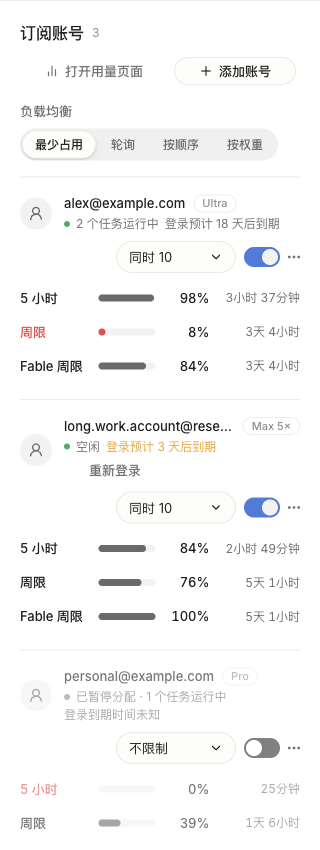 订阅账号 3
打开用量页面 添加账号
负载均衡
最少占用 轮询 按顺序 按权重
alex@example.com Ultra
2 个任务运行中 登录预计 18 天后到期
同时 10
5 小时 98% 3小时 37分钟
周限 8% 3天 4小时
Fable 周限 84% 3天 4小时
long.work.account@rese... Max 5×
空闲 登录预计 3 天后到期
重新登录
同时 10
5 小时 84% 2小时 49分钟
周限 76% 5天 1小时
Fable 周限 100% 5天 1小时
personal@example.com Pro
已暂停分配 · 1 个任务运行中
登录到期时间未知
不限制
5 小时 0% 25分钟
周限 39% 1天 6小时